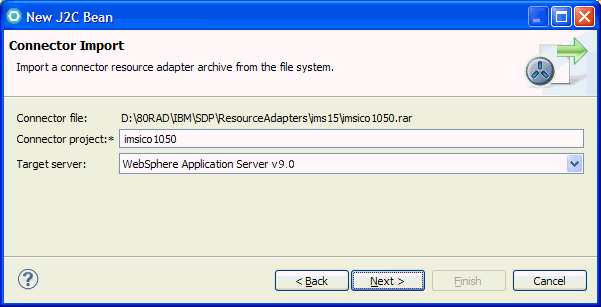 New J2C Bean
Connector Import
Import a connector resource adapter archive from the file system.
Connector file: D:\80RAD\IBM\SDP\ResourceAdapters\ims15\imsico1050.rar
Connector project:* imsico1050
Target server: WebSphere Application Server v9.0
? < Back Next > Finish Cancel